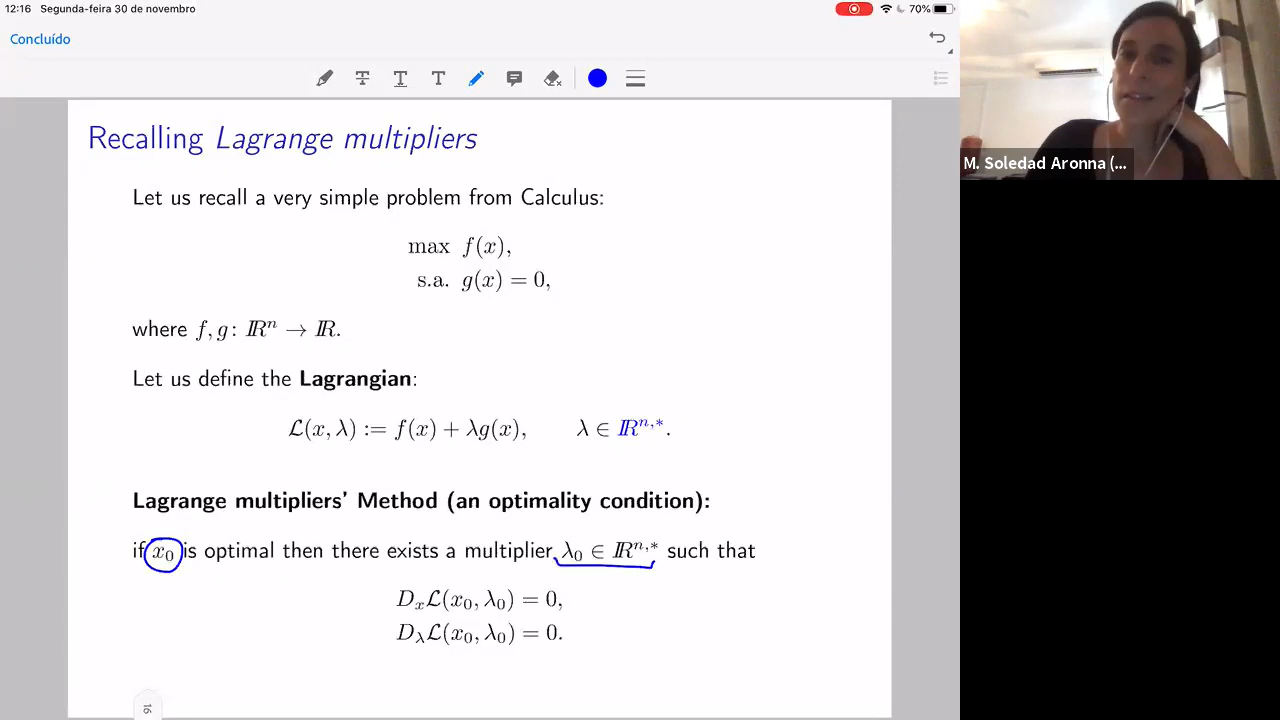 12:16 Segunda-feira 30 de novembro
70%
Concluído
T T T
Recalling Lagrange multipliers
Let us recall a very simple problem from Calculus:
max f(x),
s.a. g(x) = 0,
where f, g: ℝⁿ → ℝ.
Let us define the Lagrangian:
ℒ(x, λ) := f(x) + λg(x), λ ∈ ℝⁿ,*.
Lagrange multipliers' Method (an optimality condition):
if x₀ is optimal then there exists a multiplier λ₀ ∈ ℝⁿ,* such that
Dₓℒ(x₀, λ₀) = 0,
D_λℒ(x₀, λ₀) = 0.
16
M. Soledad Aronna (...